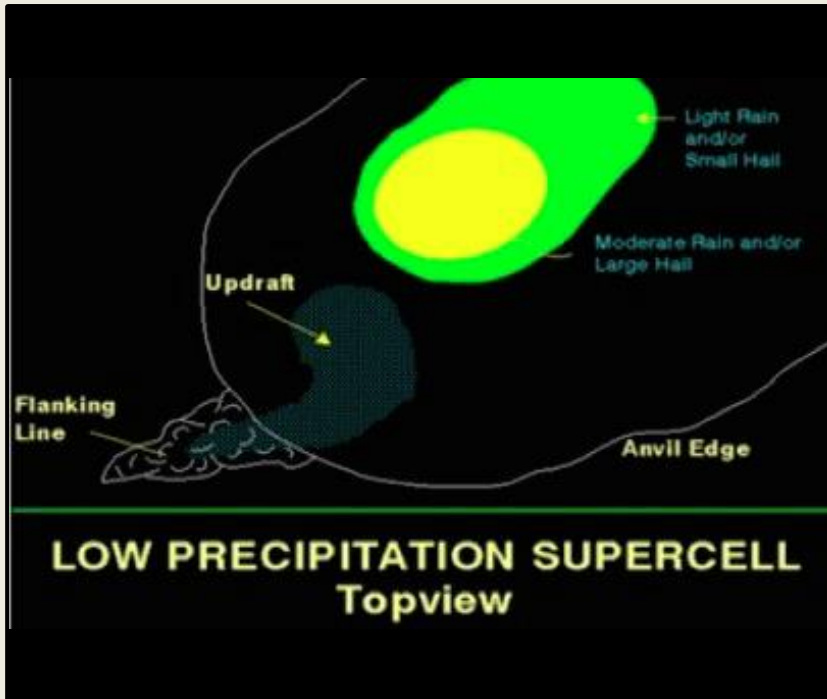 Light Rain
and/or
Small Hail
Moderate Rain and/or
Large Hail
Updraft
Flanking
Line
Anvil Edge
LOW PRECIPITATION SUPERCELL
Topview